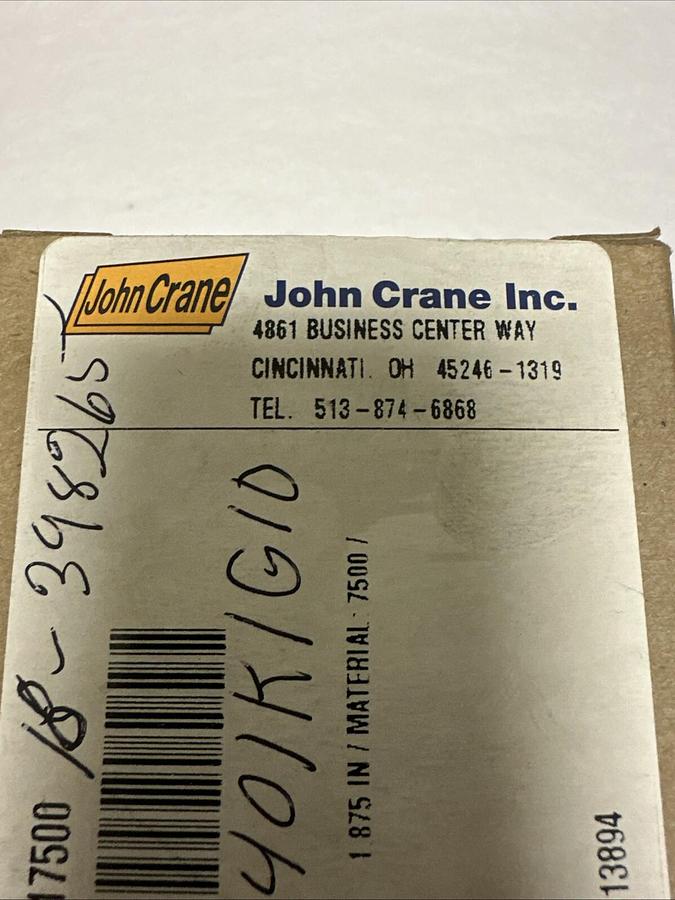 John Crane
John Crane Inc.
4861 BUSINESS CENTER WAY
CINCINNATI. OH 45246-1319
TEL. 513-874-6868
18-398265
401K1G1D
1.875 IN / MATERIAL: 7500 /
17500
13894